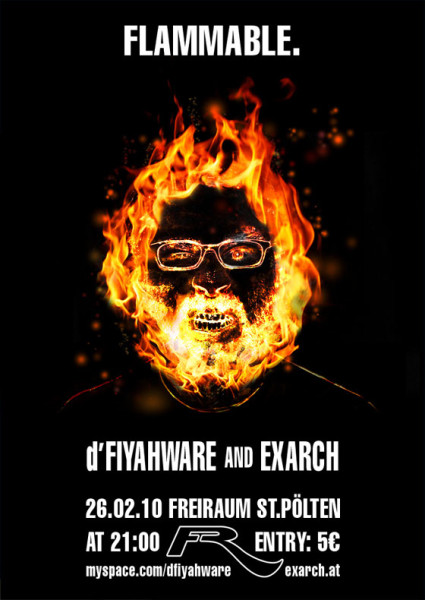 FLAMMABLE.
d'FIYAHWARE AND EXARCH
26.02.10 FREIRAUM ST.PÖLTEN
AT 21:00 FR ENTRY: 5€
myspace.com/dfiyahware exarch.at